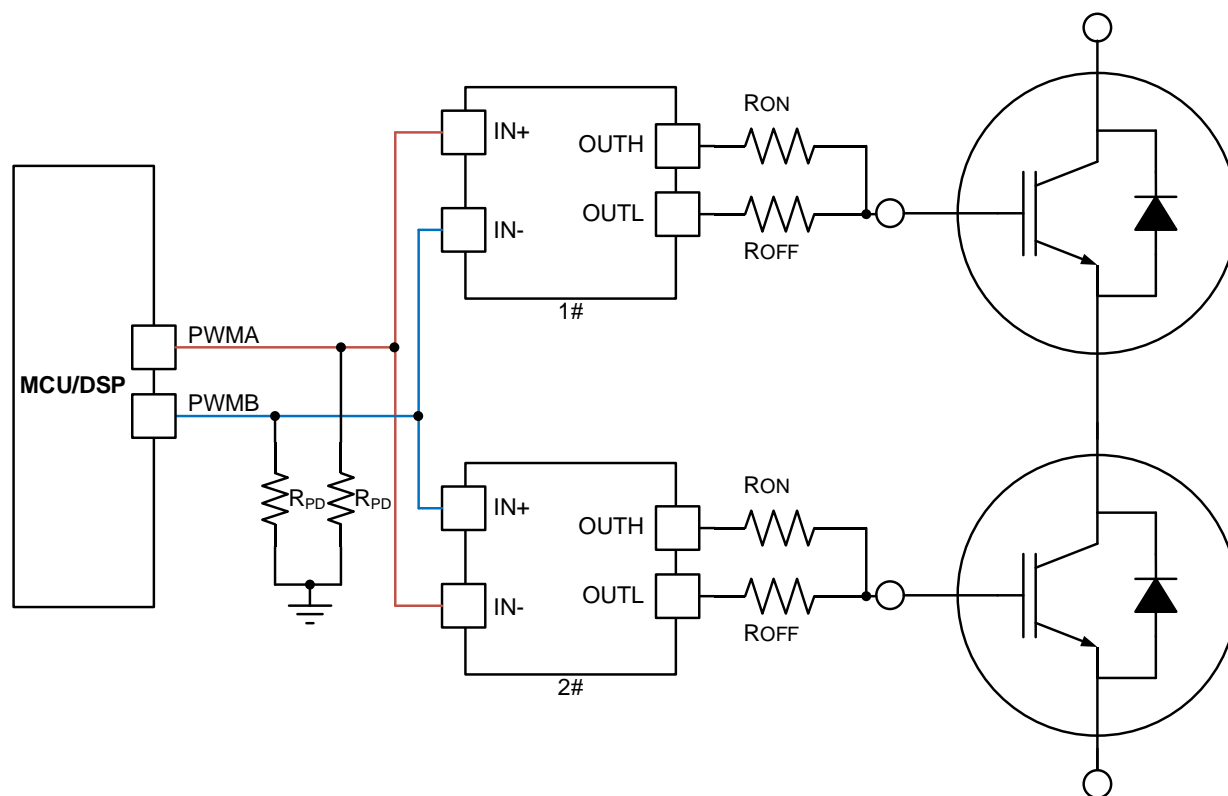 MCU/DSP
PWMA
PWMB
RPD
RPD
IN+
IN-
OUTH
OUTL
1#
RON
ROFF
IN+
IN-
OUTH
OUTL
2#
RON
ROFF